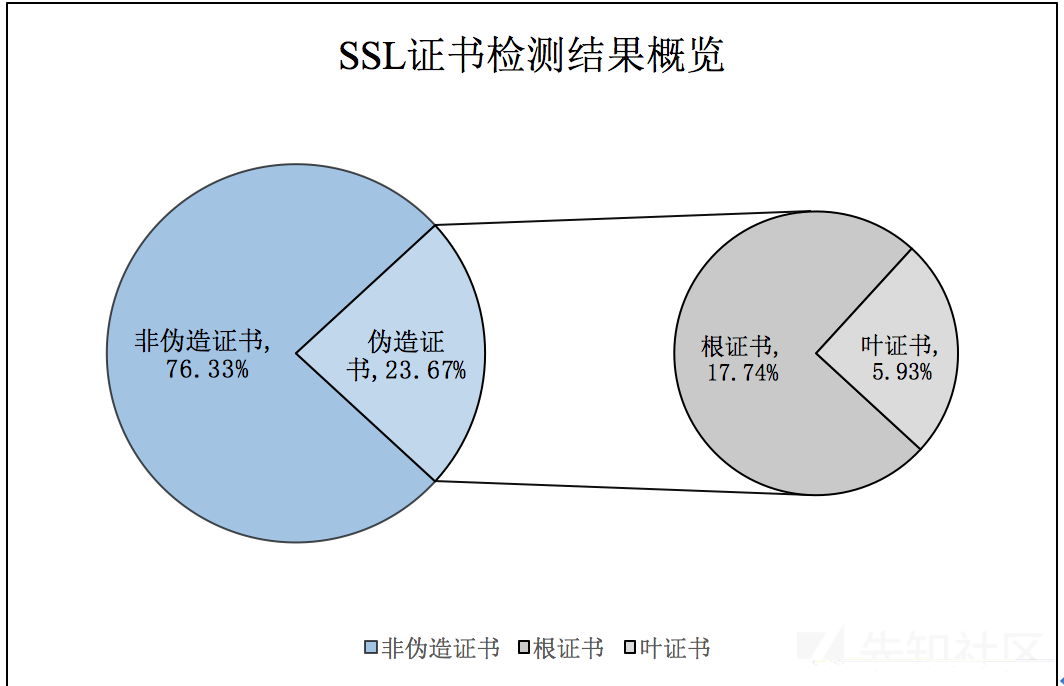 SSL证书检测结果概览
非伪造证书,
76.33%
伪造证
书,23.67%
根证书,
17.74%
叶证书,
5.93%
非伪造证书 根证书 叶证书
先知社区